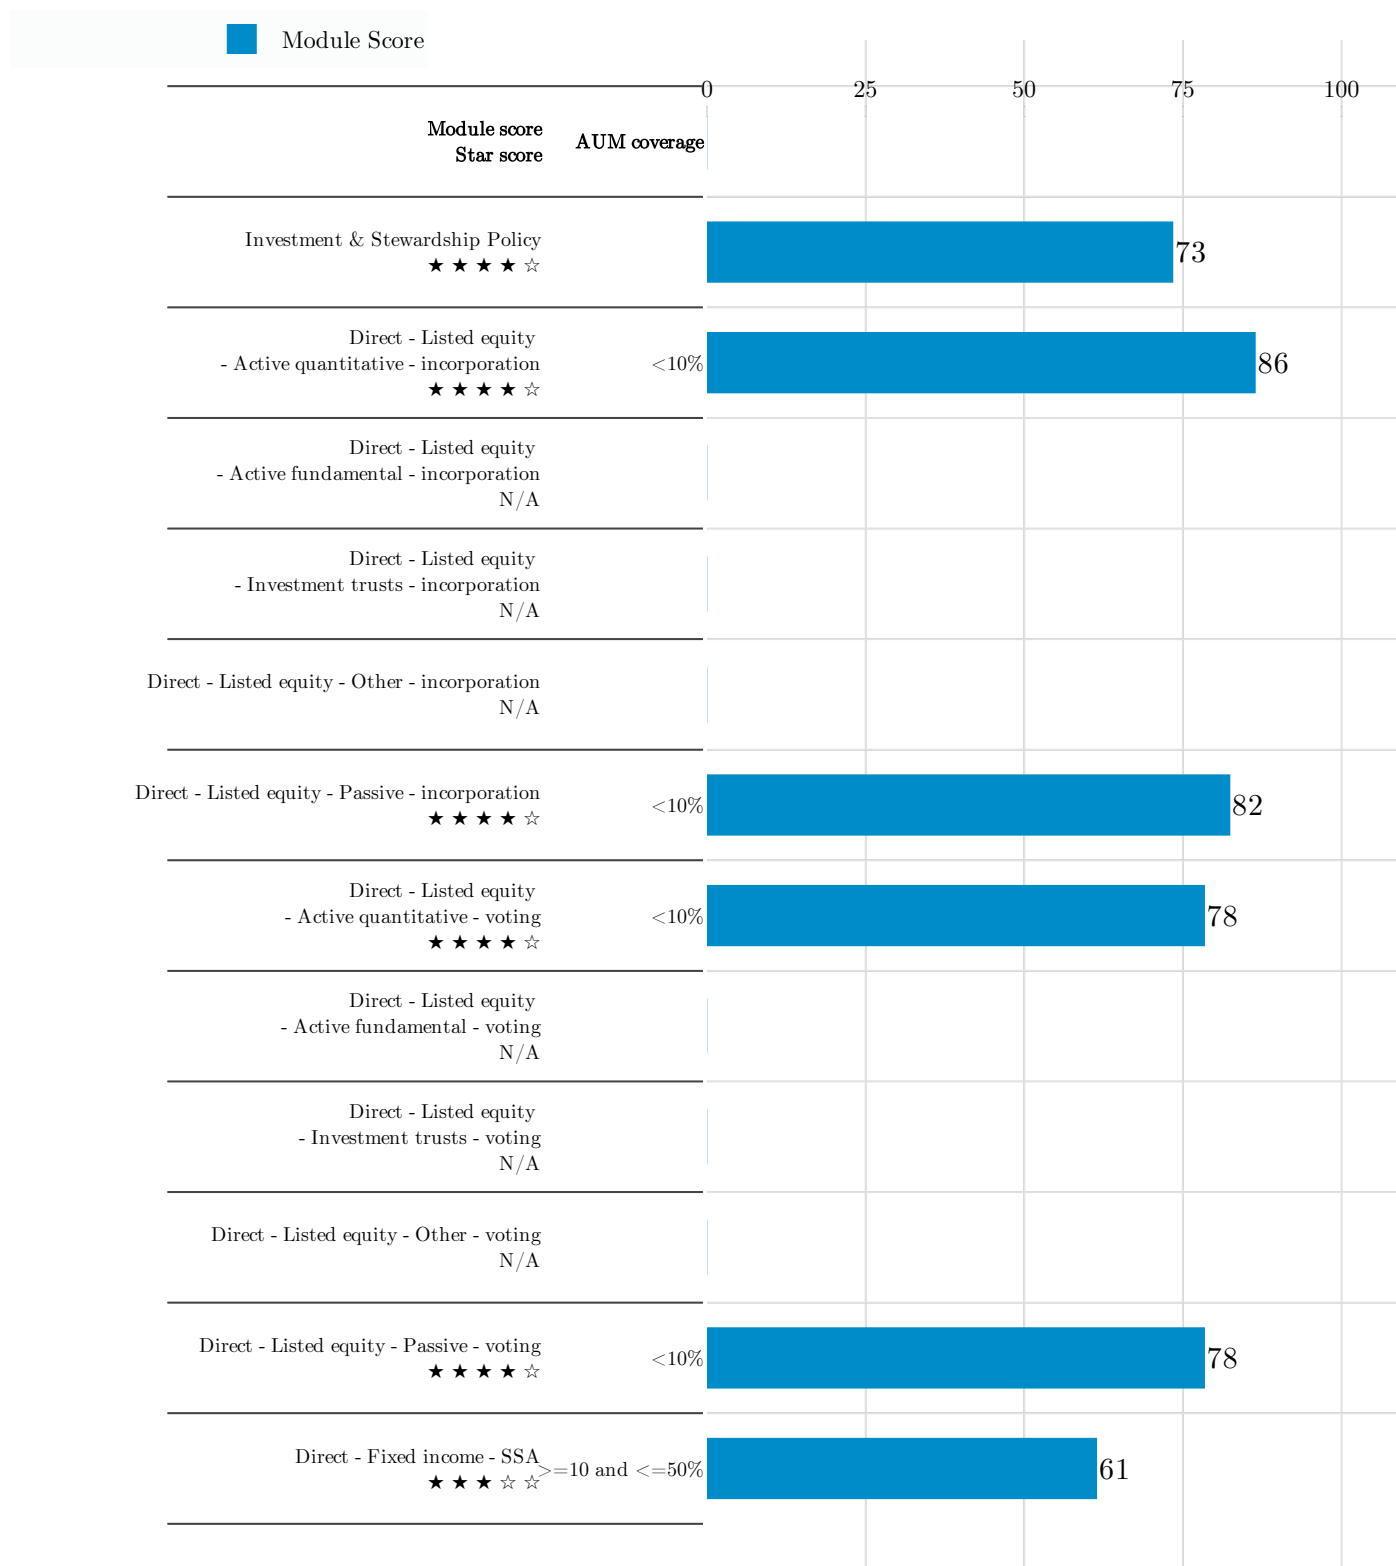 Module Score
0 25 50 75 100
Module score
Star score
AUM coverage
Investment & Stewardship Policy
★ ★ ★ ★ ☆
73
Direct - Listed equity
- Active quantitative - incorporation
★ ★ ★ ★ ☆
<10%
86
Direct - Listed equity
- Active fundamental - incorporation
N/A
Direct - Listed equity
- Investment trusts - incorporation
N/A
Direct - Listed equity - Other - incorporation
N/A
Direct - Listed equity - Passive - incorporation
★ ★ ★ ★ ☆
<10%
82
Direct - Listed equity
- Active quantitative - voting
★ ★ ★ ★ ☆
<10%
78
Direct - Listed equity
- Active fundamental - voting
N/A
Direct - Listed equity
- Investment trusts - voting
N/A
Direct - Listed equity - Other - voting
N/A
Direct - Listed equity - Passive - voting
★ ★ ★ ★ ☆
<10%
78
Direct - Fixed income - SSA
★ ★ ★ ☆ ☆
>=10 and <=50%
61